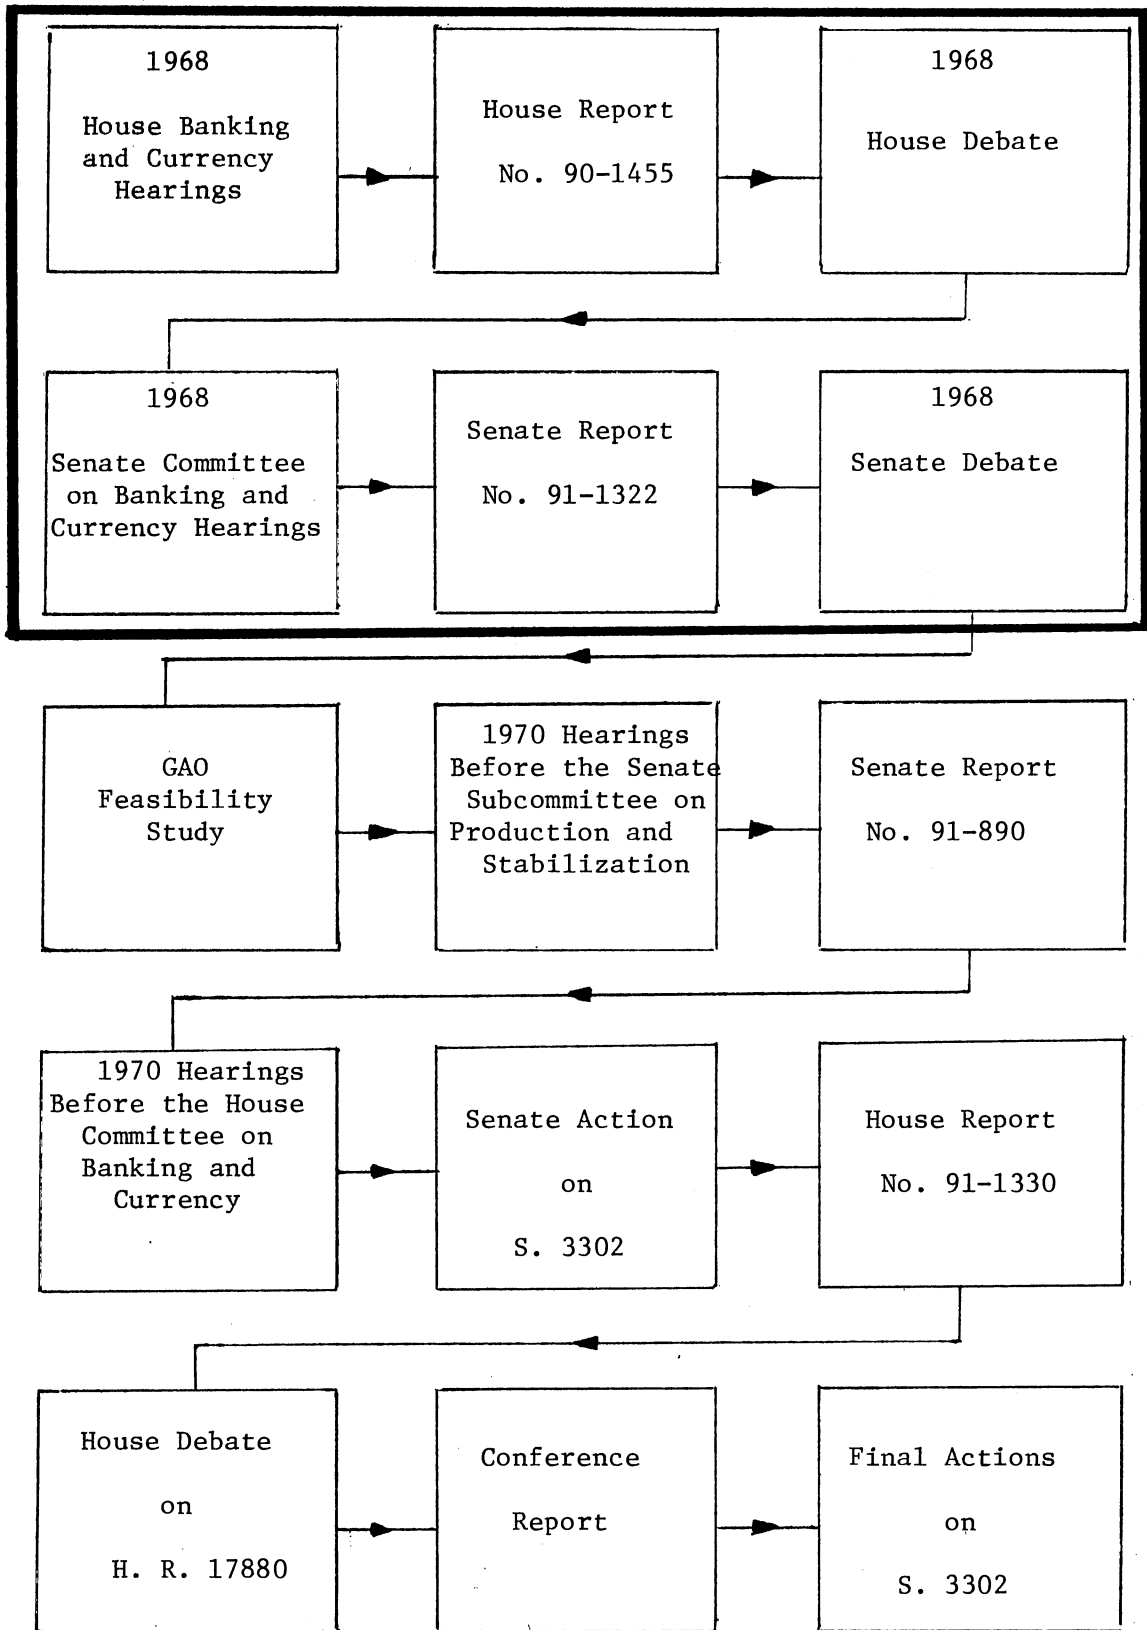 1968
House Banking
and Currency
Hearings
House Report
No. 90-1455
1968
House Debate
1968
Senate Committee
on Banking and
Currency Hearings
Senate Report
No. 91-1322
1968
Senate Debate
GAO
Feasibility
Study
1970 Hearings
Before the Senate
Subcommittee on
Production and
Stabilization
Senate Report
No. 91-890
1970 Hearings
Before the House
Committee on
Banking and
Currency
Senate Action
on
S. 3302
House Report
No. 91-1330
House Debate
on
H. R. 17880
Conference
Report
Final Actions
on
S. 3302